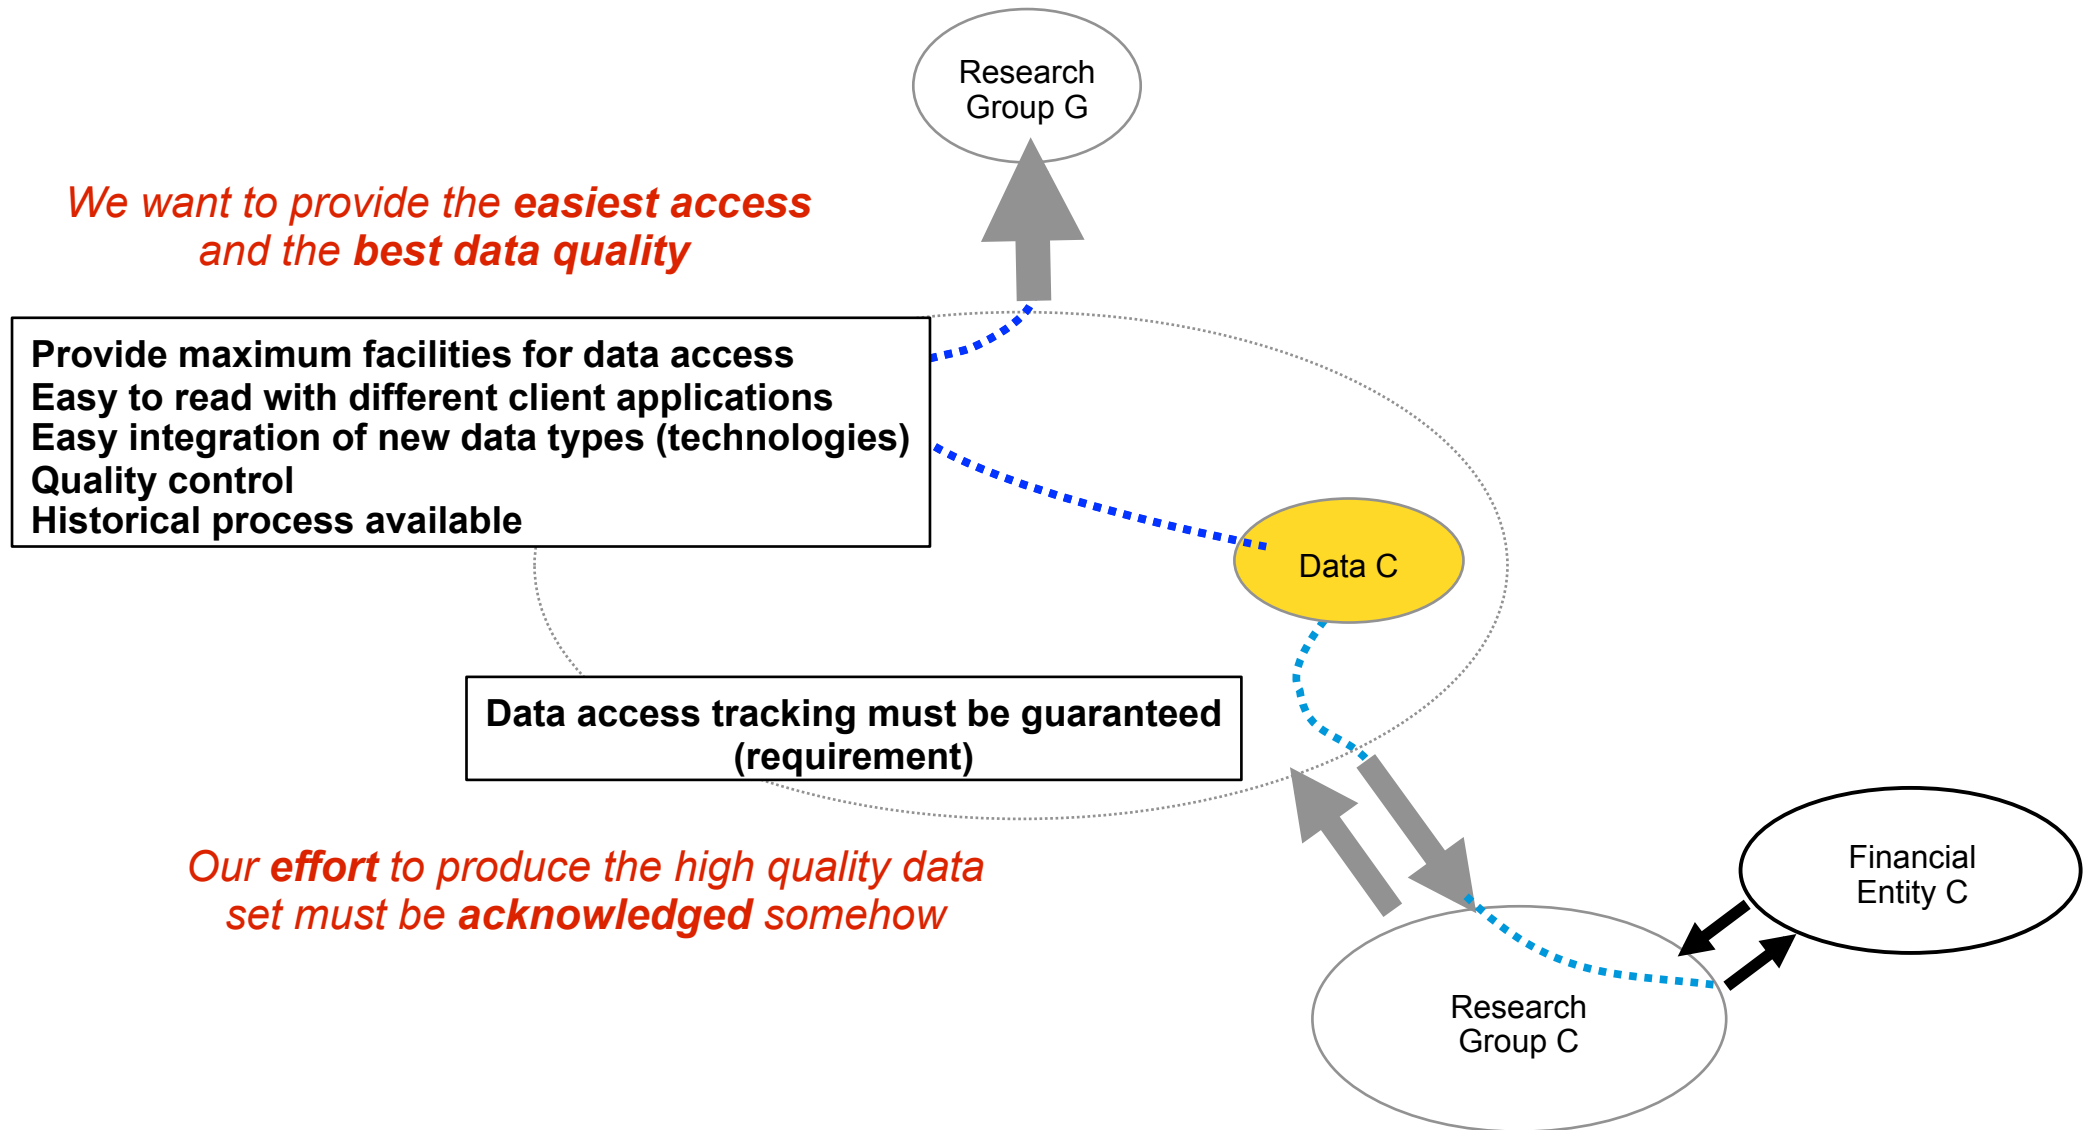 Research
Group G
We want to provide the easiest access
and the best data quality
Provide maximum facilities for data access
Easy to read with different client applications
Easy integration of new data types (technologies)
Quality control
Historical process available
Data C
Data access tracking must be guaranteed
(requirement)
Our effort to produce the high quality data
set must be acknowledged somehow
Financial
Entity C
Research
Group C